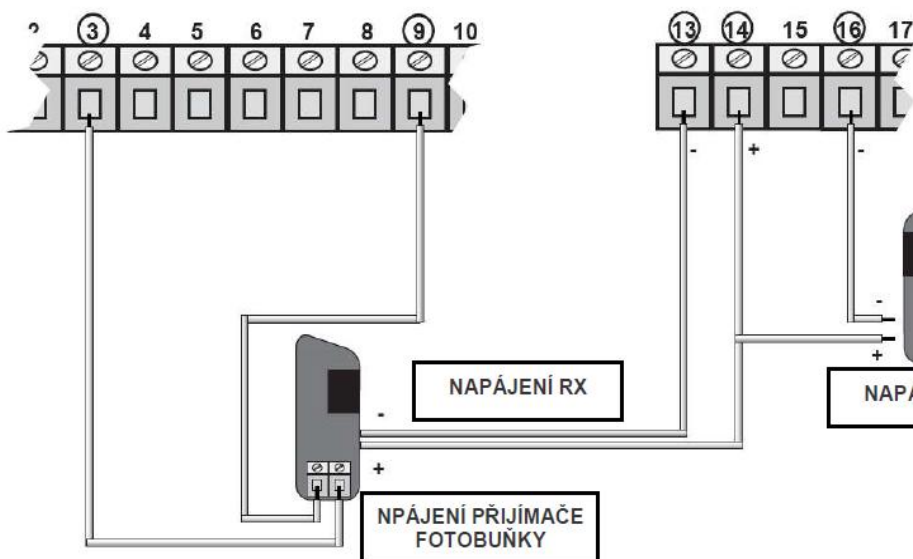 3 4 5 6 7 8 9 10
13 14 15 16 17
- + -
-
+
NAPÁJENÍ RX
-
+
NPÁJENÍ PŘIJÍMAČE
FOTOBUŇKY